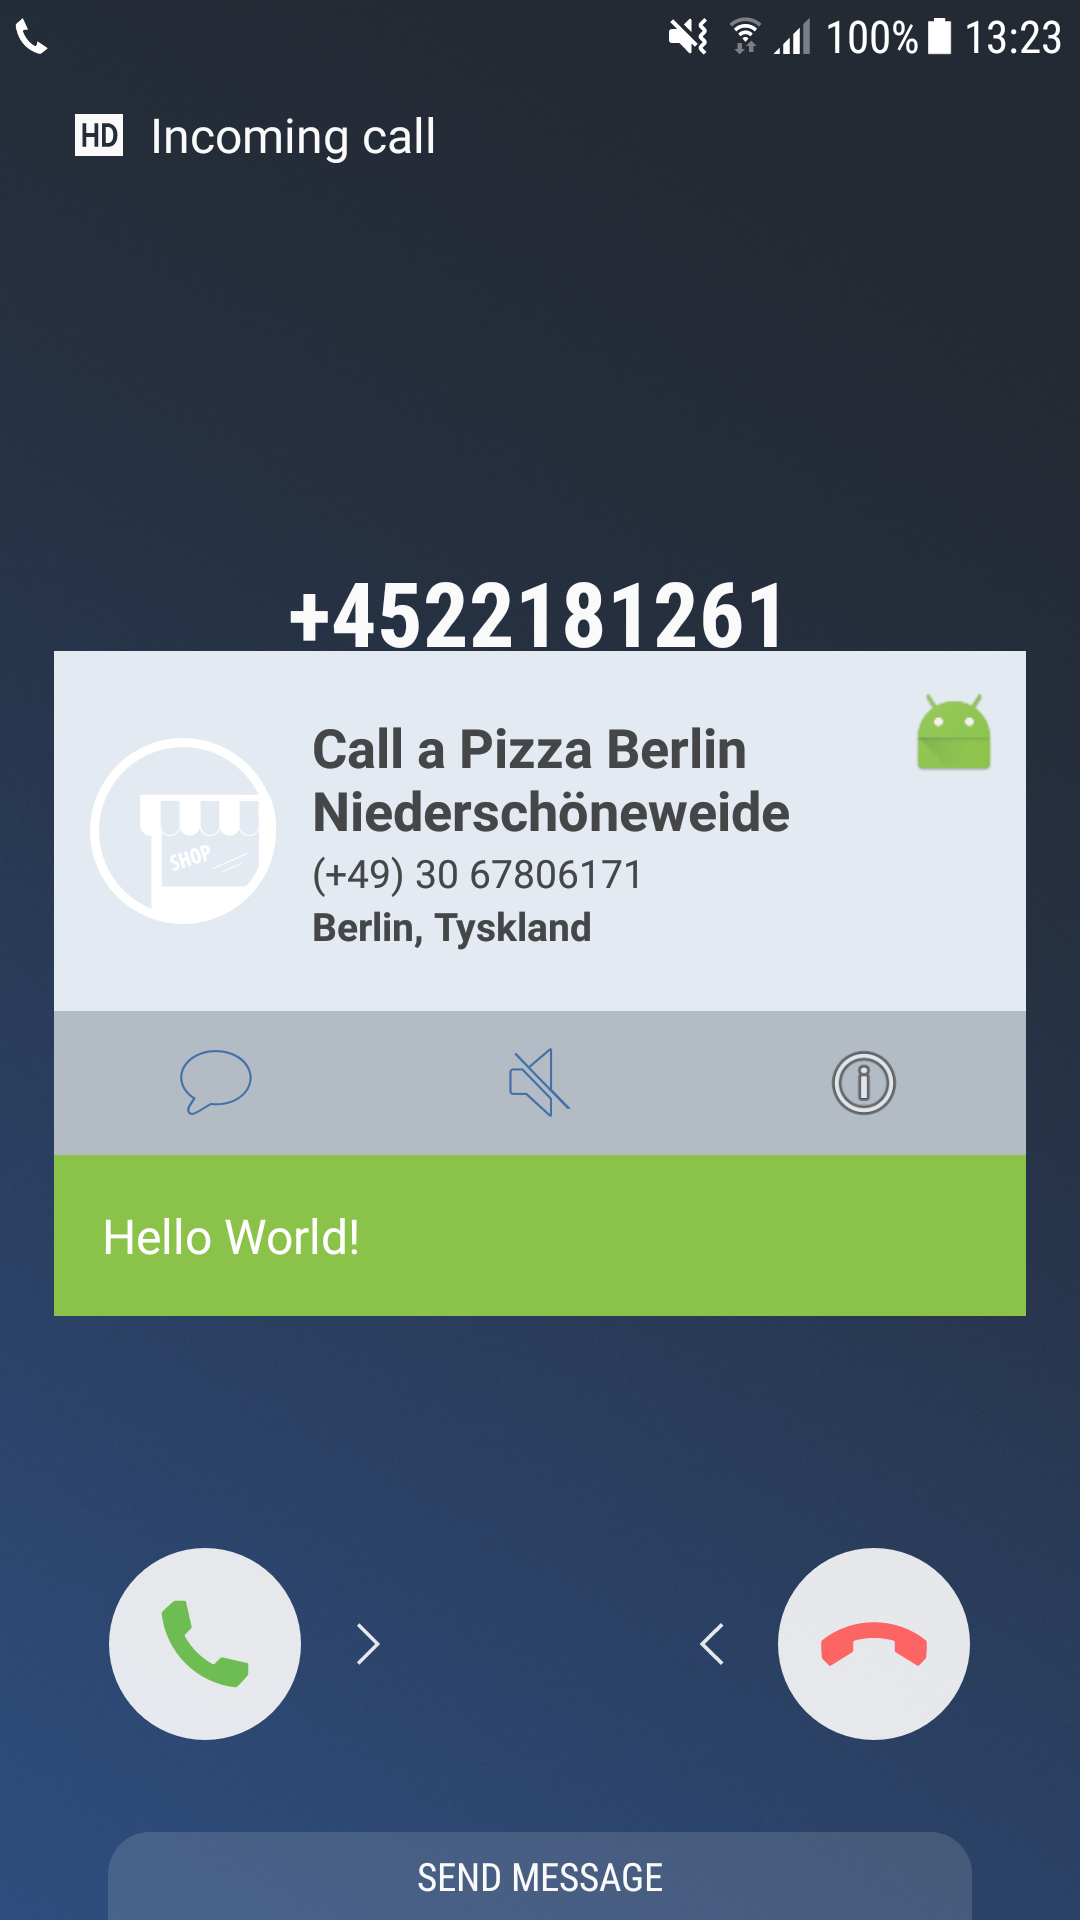 100% 13:23
HD Incoming call
+4522181261
Call a Pizza Berlin
Niederschöneweide
(+49) 30 67806171
Berlin, Tyskland
SHOP
Hello World!
SEND MESSAGE